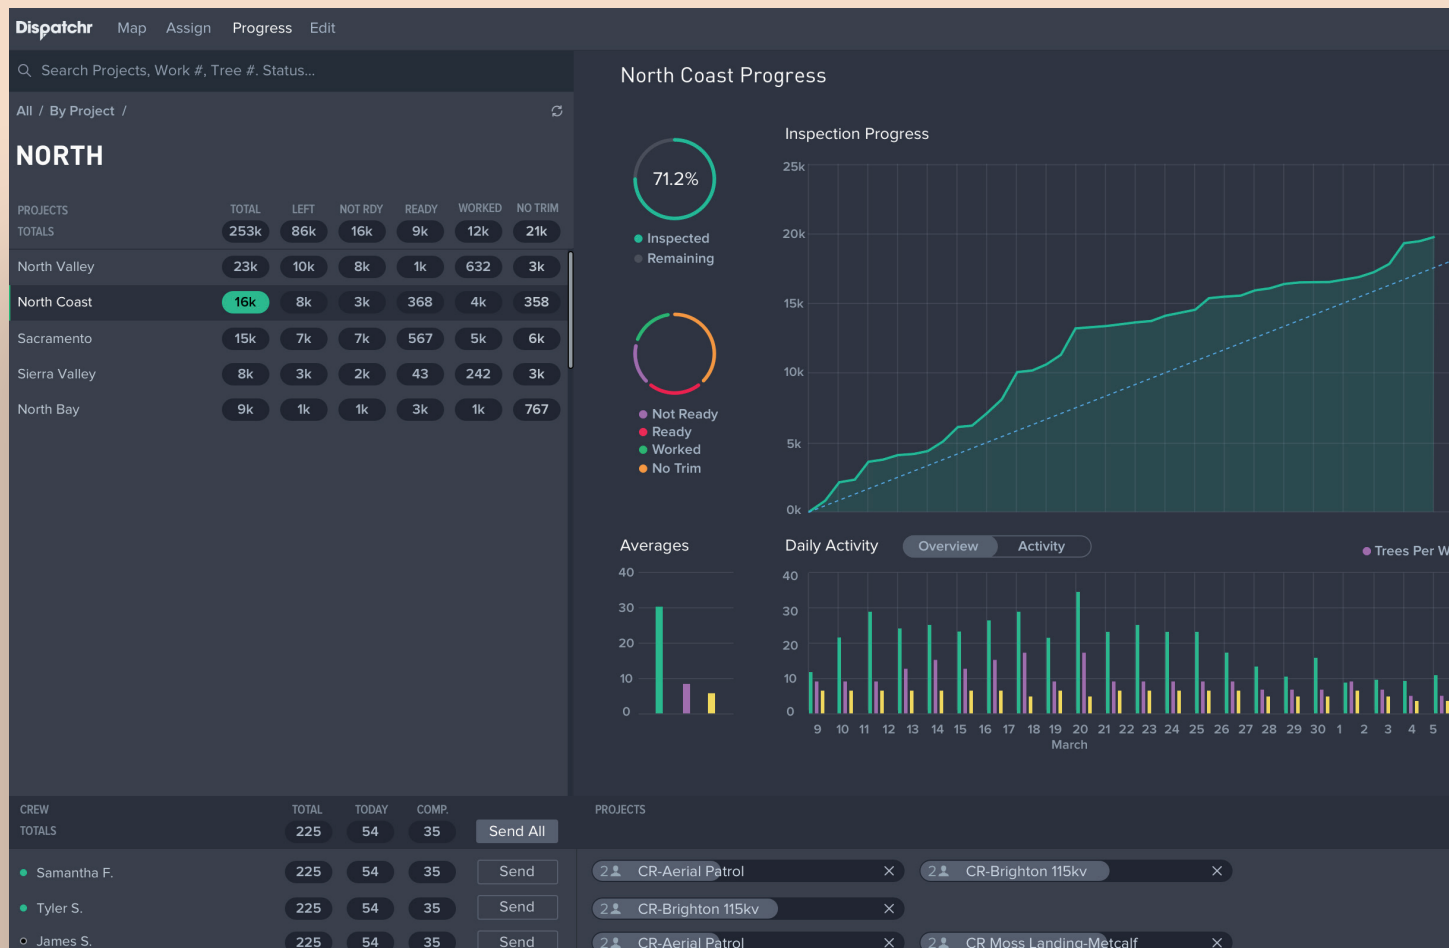 Dispatchr Map Assign Progress Edit
Search Projects, Work #, Tree #. Status...
All / By Project /
NORTH
PROJECTS TOTAL LEFT NOT RDY READY WORKED NO TRIM
TOTALS 253k 86k 16k 9k 12k 21k
North Valley 23k 10k 8k 1k 632 3k
North Coast 16k 8k 3k 368 4k 358
Sacramento 15k 7k 7k 567 5k 6k
Sierra Valley 8k 3k 2k 43 242 3k
North Bay 9k 1k 1k 3k 1k 767
North Coast Progress
71.2%
Inspected
Remaining
Not Ready
Ready
Worked
No Trim
Inspection Progress
25k
20k
15k
10k
5k
0k
Averages
40
30
20
10
0
Daily Activity Overview Activity
Trees Per W
40
30
20
10
0
9 10 11 12 13 14 15 16 17 18 19 20 21 22 23 24 25 26 27 28 29 30 1 2 3 4 5
March
CREW TOTAL TODAY COMP. PROJECTS
TOTALS 225 54 35 Send All
Samantha F. 225 54 35 Send 2 CR-Aerial Patrol 2 CR-Brighton 115kv
Tyler S. 225 54 35 Send 2 CR-Brighton 115kv
James S. 225 54 35 Send 2 CR-Aerial Patrol 2 CR Moss Landing-Metcalf